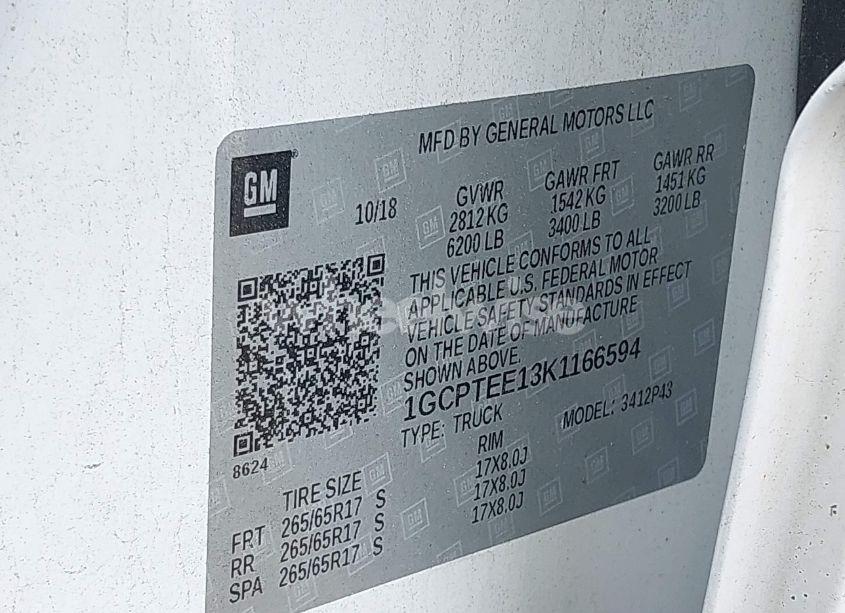 MFD BY GENERAL MOTORS LLC
GM
10/18
GVWR
2812 KG
6200 LB
GAWR FRT
1542 KG
3400 LB
GAWR RR
1451 KG
3200 LB
THIS VEHICLE CONFORMS TO ALL
APPLICABLE U.S. FEDERAL MOTOR
VEHICLE SAFETY STANDARDS IN EFFECT
ON THE DATE OF MANUFACTURE
SHOWN ABOVE.
1GCPTEE13K1166594
TYPE: TRUCK MODEL: 3412P43
8624
TIRE SIZE RIM
FRT 265/65R17 S 17X8.0J
RR 265/65R17 S 17X8.0J
SPA 265/65R17 S 17X8.0J